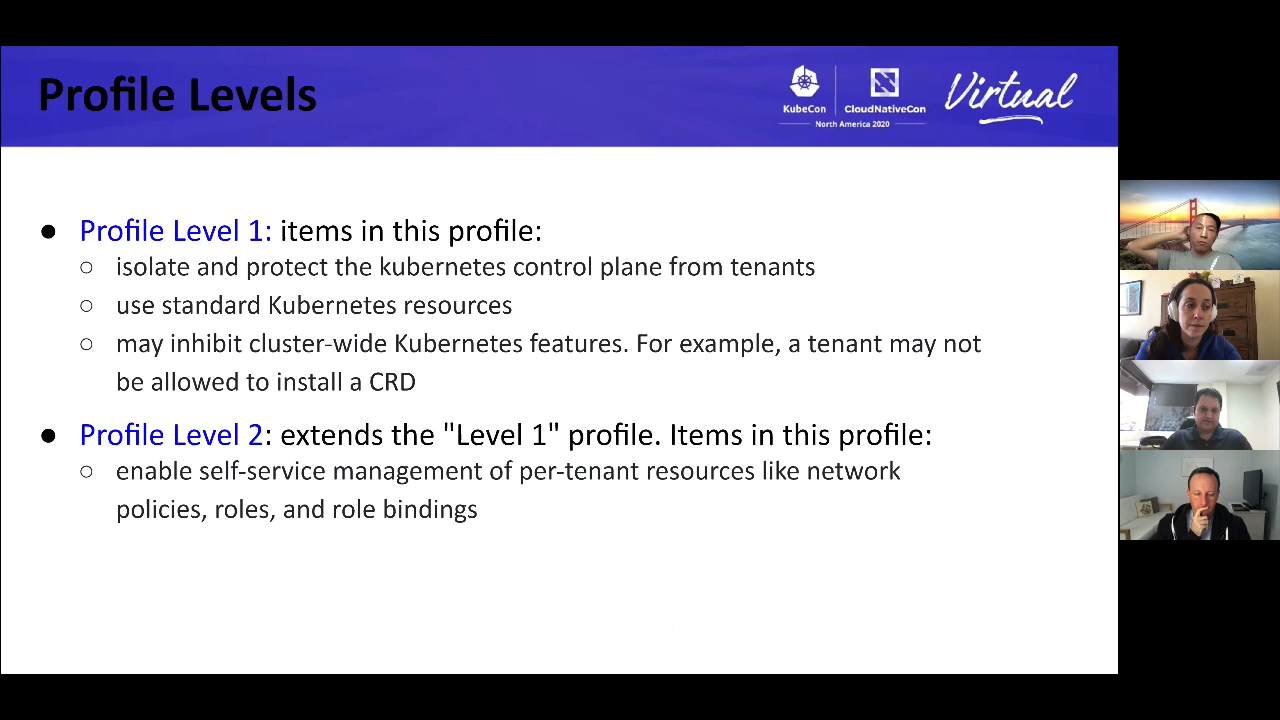 Profile Levels
KubeCon
CloudNativeCon
North America 2020
Virtual
● Profile Level 1: items in this profile:
○ isolate and protect the kubernetes control plane from tenants
○ use standard Kubernetes resources
○ may inhibit cluster-wide Kubernetes features. For example, a tenant may not
be allowed to install a CRD
● Profile Level 2: extends the "Level 1" profile. Items in this profile:
○ enable self-service management of per-tenant resources like network
policies, roles, and role bindings